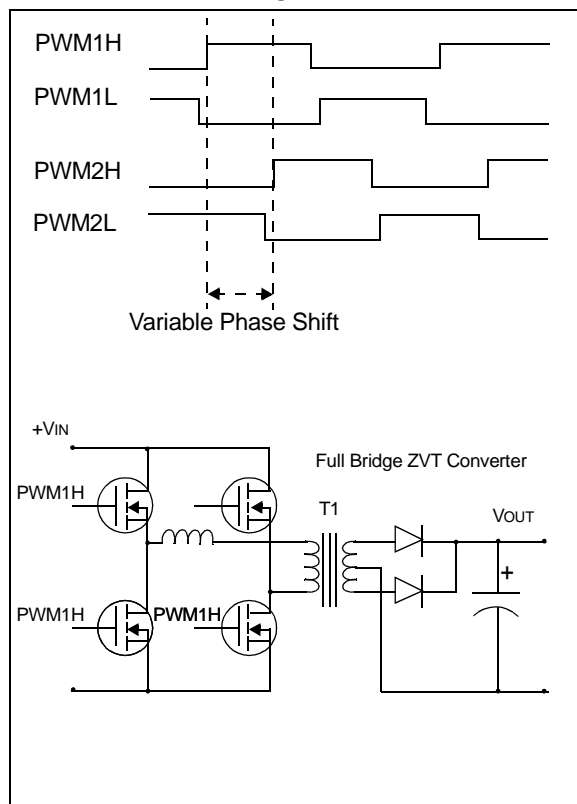 PWM1H
PWM1L
PWM2H
PWM2L
Variable Phase Shift
+VIN
Full Bridge ZVT Converter
PWM1H
T1
VOUT
+
PWM1H
PWM1H